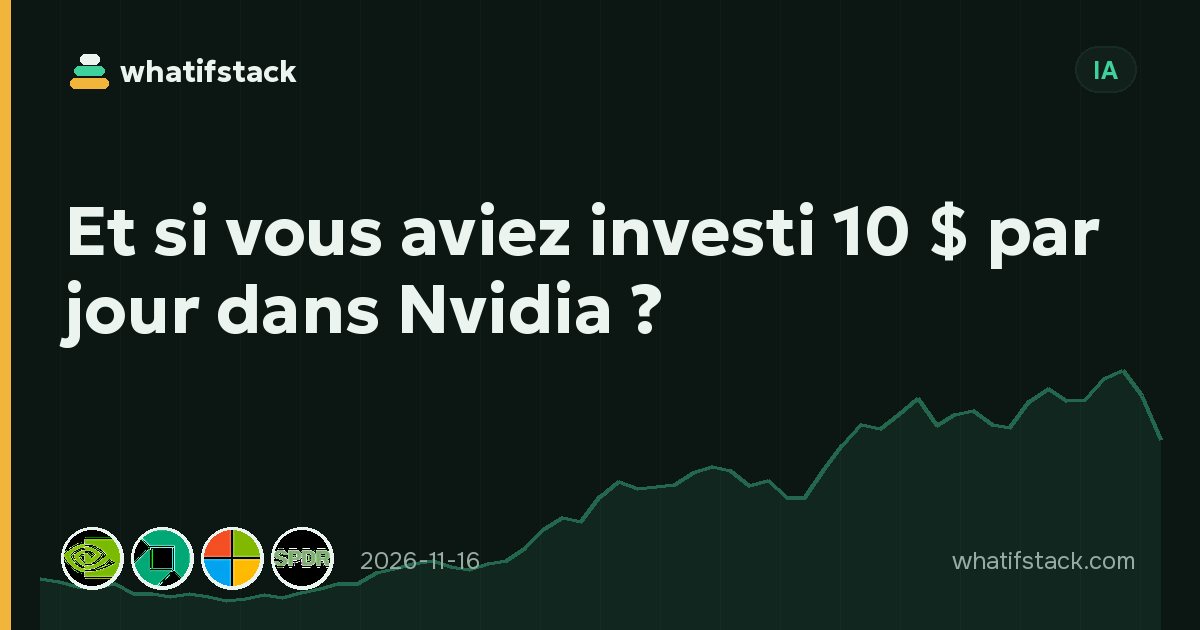 whatifstack
IA
Et si vous aviez investi 10 $ par
jour dans Nvidia ?
SPDR
2026-11-16
whatifstack.com